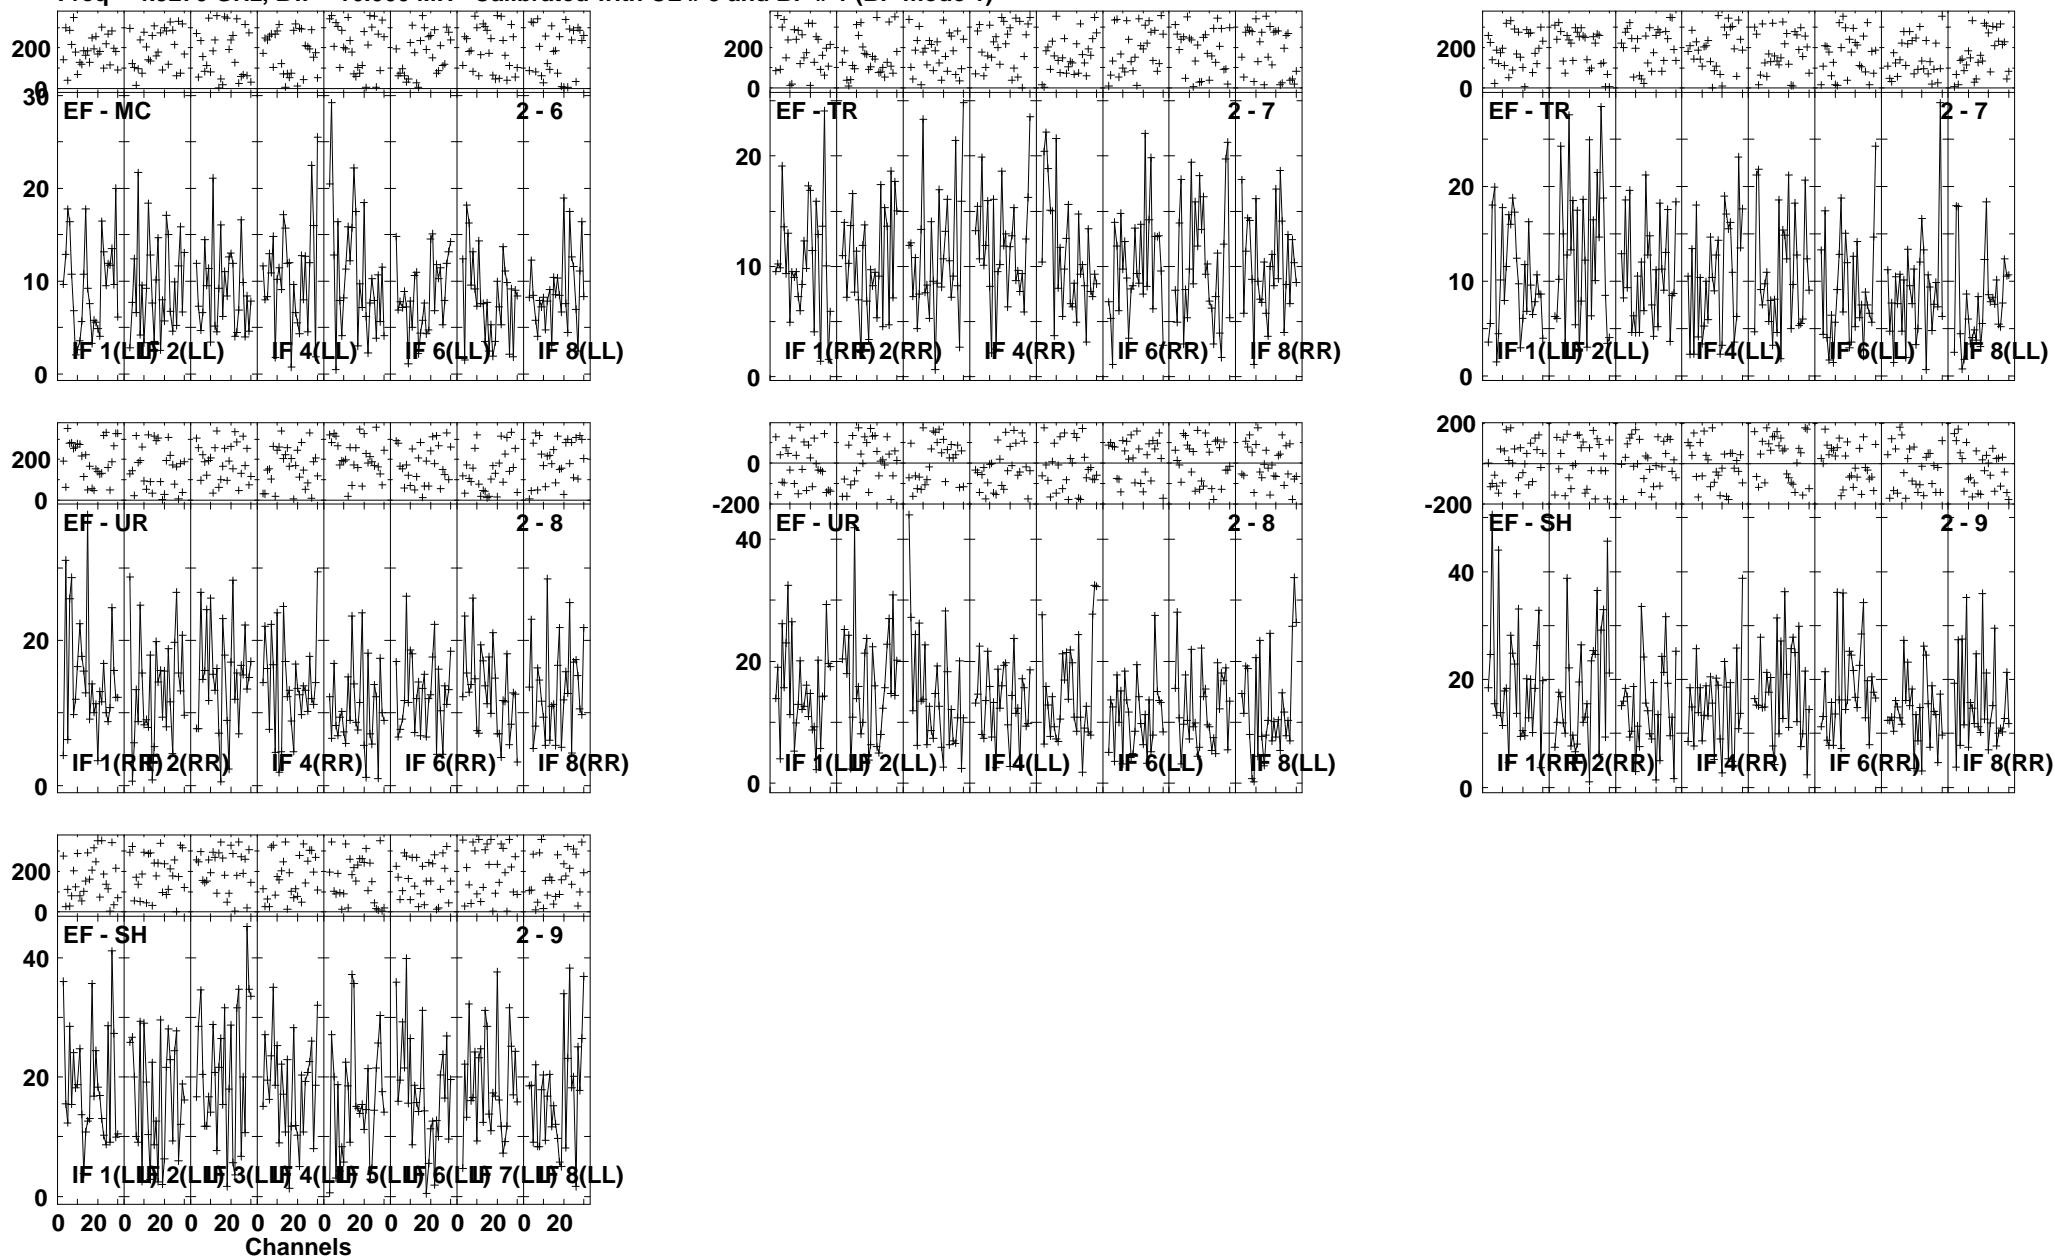 200 0 200 0 200 0
30 20 10 0 EF - MC 2 - 6 IF 1(LL) IF 2(LL) IF 4(LL) IF 6(LL) IF 8(LL)
20 10 0 EF - TR 2 - 7 IF 1(RR) IF 2(RR) IF 4(RR) IF 6(RR) IF 8(RR)
20 10 0 EF - TR 2 - 7 IF 1(LL) IF 2(LL) IF 4(LL) IF 6(LL) IF 8(LL)
200 0 200 0 -200 200 -200
20 0 EF - UR 2 - 8 IF 1(RR) IF 2(RR) IF 4(RR) IF 6(RR) IF 8(RR)
40 20 0 EF - UR 2 - 8 IF 1(LL) IF 2(LL) IF 4(LL) IF 6(LL) IF 8(LL)
40 20 0 EF - SH 2 - 9 IF 1(RR) IF 2(RR) IF 4(RR) IF 6(RR) IF 8(RR)
200 0
40 20 0 EF - SH 2 - 9 IF 1(LL) IF 2(LL) IF 3(LL) IF 4(LL) IF 5(LL) IF 6(LL) IF 7(LL) IF 8(LL)
0 20 0 20 0 20 0 20 0 20 0 20 0 20 0 20
Channels